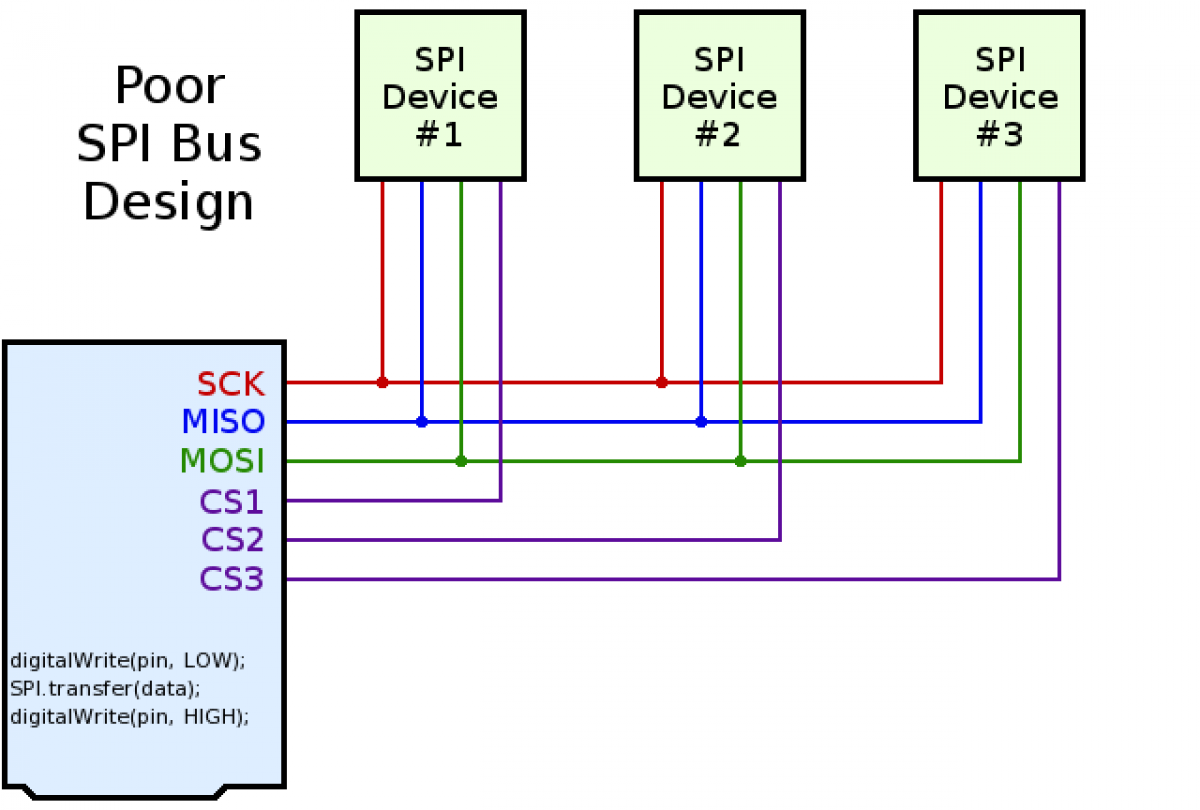 Poor
SPI Bus
Design
SPI
Device
#1
SPI
Device
#2
SPI
Device
#3
SCK
MISO
MOSI
CS1
CS2
CS3
digitalWrite(pin, LOW);
SPI.transfer(data);
digitalWrite(pin, HIGH);